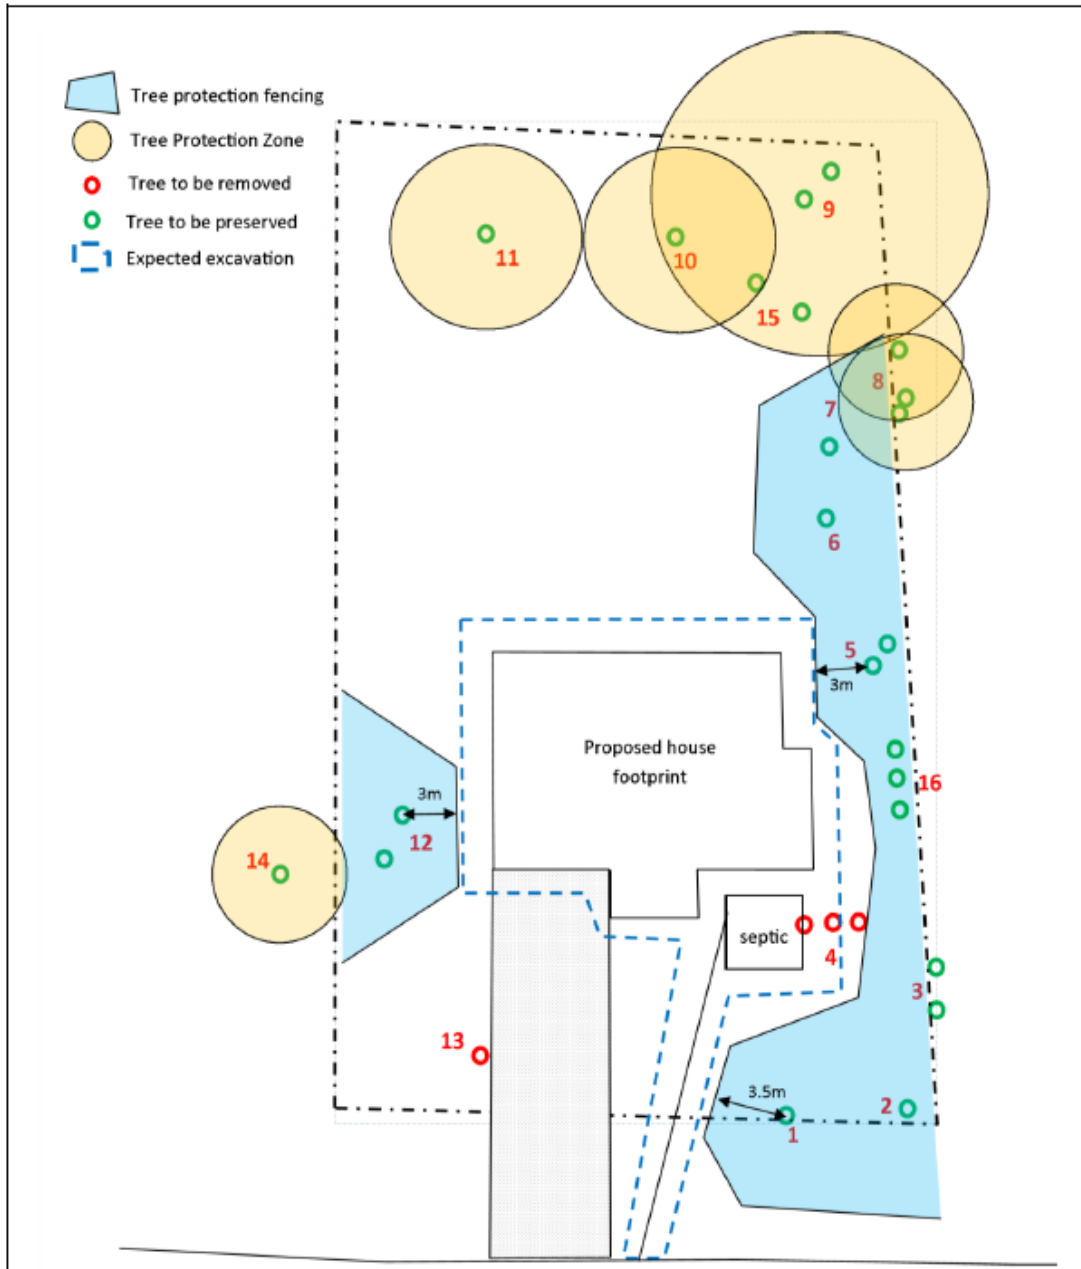 Tree protection fencing
Tree Protection Zone
Tree to be removed
Tree to be preserved
Expected excavation
9
11
10
15
8
7
6
5
3m
Proposed house
footprint
16
3m
12
14
septic
4
3
13
3.5m
2
1